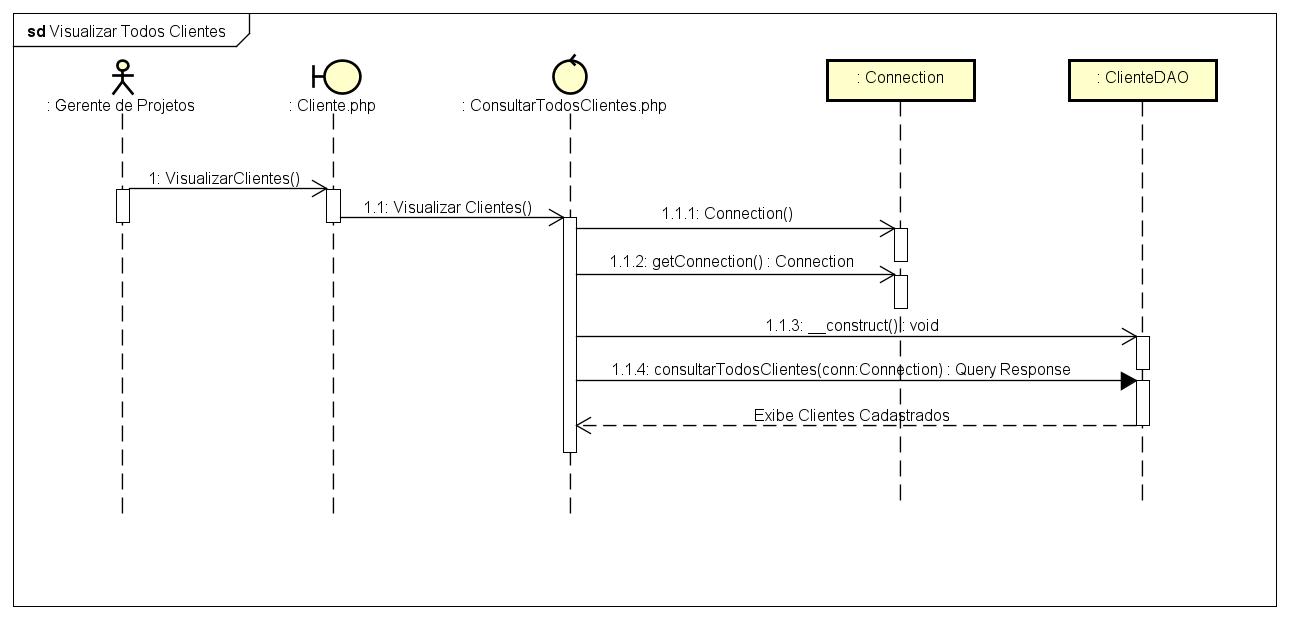 sd Visualizar Todos Clientes
: Gerente de Projetos
: Cliente.php
: ConsultarTodosClientes.php
: Connection
: ClienteDAO
1: VisualizarClientes()
1.1: Visualizar Clientes()
1.1.1: Connection()
1.1.2: getConnection() : Connection
1.1.3: __construct() : void
1.1.4: consultarTodosClientes(conn:Connection) : Query Response
Exibe Clientes Cadastrados